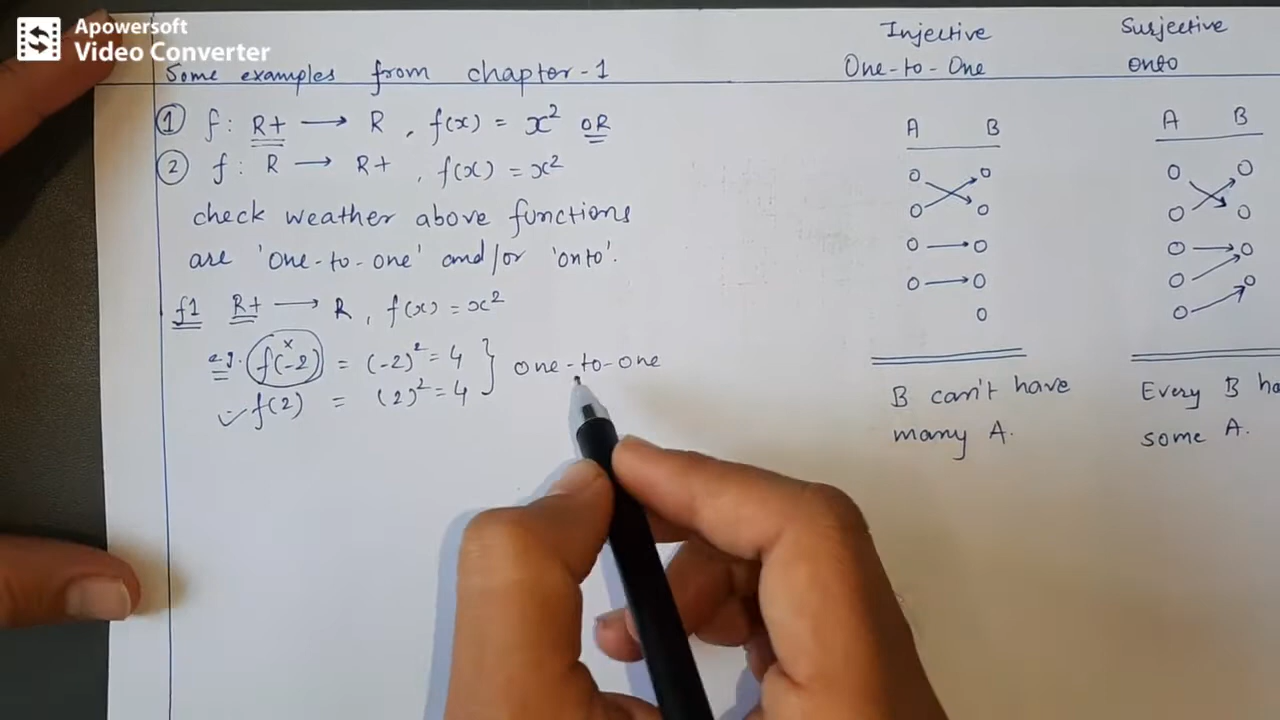 Apowersoft
Video Converter
Some examples from chapter-1
① f: R+ → R , f(x) = x² OR
② f: R → R+ , f(x) = x²
check weather above functions
are 'one-to-one' and/or 'onto'.
f1 R+ → R , f(x) = x²
e.g. f(-2) = (-2)² = 4 } one-to-one
✓ f(2) = (2)² = 4
x
Injective
One-to-One
A B
B can't have
many A.
Surjective
onto
A B
Every B ha
some A.